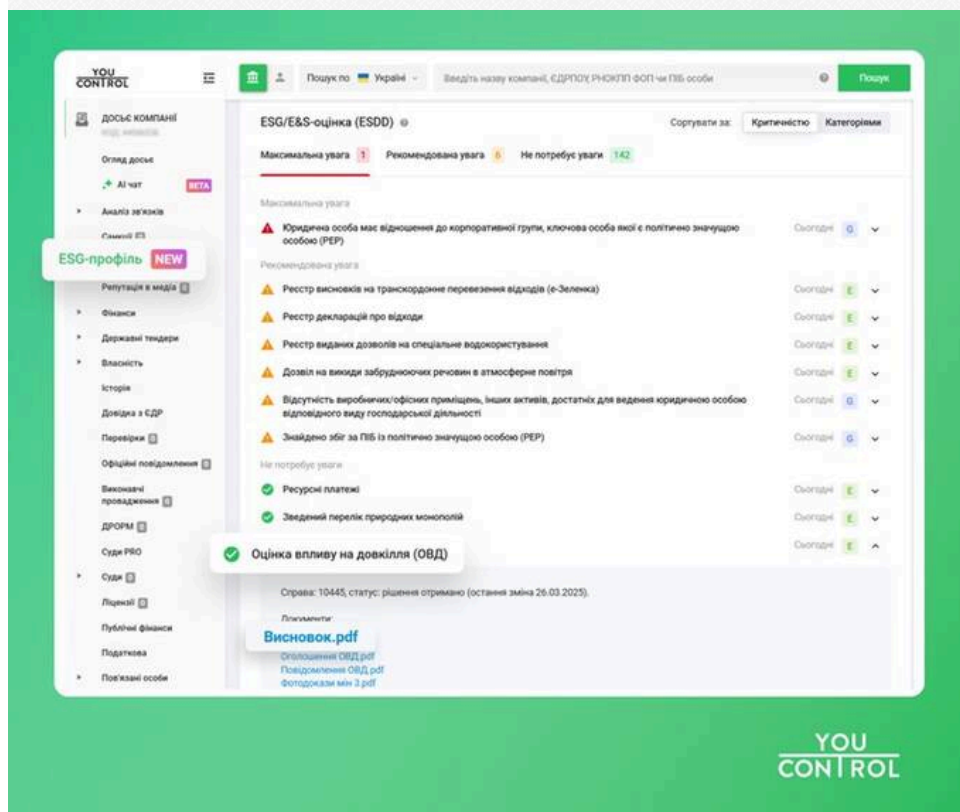 YOU
CONTROL
Пошук по Україні
Введіть назву компанії, ЄДРПОУ, РНОКПП ФОП чи ПІБ особи
Пошук
ДОСЬЄ КОМПАНІЇ
Огляд досьє
AI чат BETA
Аналіз зв'язків
Санкції
ESG-профіль NEW
Репутація в медіа
Фінанси
Державні тендери
Власність
Історія
Довідка з ЄДР
Перевірки
Офіційні повідомлення
Виконавчі
провадження
ДРОРМ
Суди PRO
Суди
Ліцензії
Публічні фінанси
Податкова
Пов'язані особи
ESG/E&S-оцінка (ESDD)
Сортувати за: Критичністю Категоріями
Максимальна увага 1 Рекомендована увага 6 Не потребує уваги 142
Максимальна увага
Юридична особа має відношення до корпоративної групи, ключова особа якої є політично значущою
особою (PEP)
Сьогодні G
Рекомендована увага
Реєстр висновків на транскордонне перевезення відходів (е-Зеленка) Сьогодні E
Реєстр декларацій про відходи Сьогодні E
Реєстр виданих дозволів на спеціальне водокористування Сьогодні E
Дозвіл на викиди забруднюючих речовин в атмосферне повітря Сьогодні E
Відсутність виробничих/офісних приміщень, інших активів, достатніх для ведення юридичною особою
відповідного виду господарської діяльності
Сьогодні G
Знайдено збіг за ПІБ із політично значущою особою (PEP) Сьогодні G
Не потребує уваги
Ресурсні платежі Сьогодні E
Зведений перелік природних монополій Сьогодні E
Оцінка впливу на довкілля (ОВД) Сьогодні E
Справа: 10445, статус: рішення отримано (остання зміна 26.03.2025).
Документи:
Висновок.pdf
Оголошення ОВД.pdf
Повідомлення ОВД.pdf
Фотодокази мін 3.pdf
YOU
CONTROL